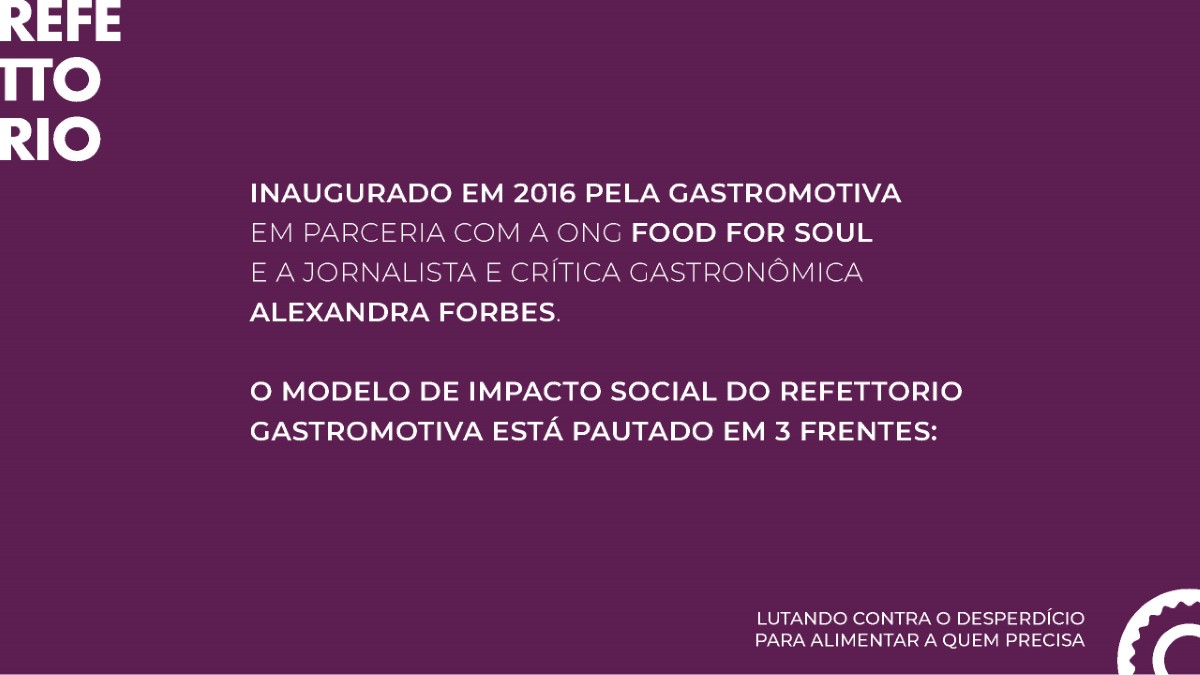 REFE
TTO
RIO
INAUGURADO EM 2016 PELA GASTROMOTIVA
EM PARCERIA COM A ONG FOOD FOR SOUL
E A JORNALISTA E CRÍTICA GASTRONÔMICA
ALEXANDRA FORBES.
O MODELO DE IMPACTO SOCIAL DO REFETTORIO
GASTROMOTIVA ESTÁ PAUTADO EM 3 FRENTES:
LUTANDO CONTRA O DESPERDÍCIO
PARA ALIMENTAR A QUEM PRECISA